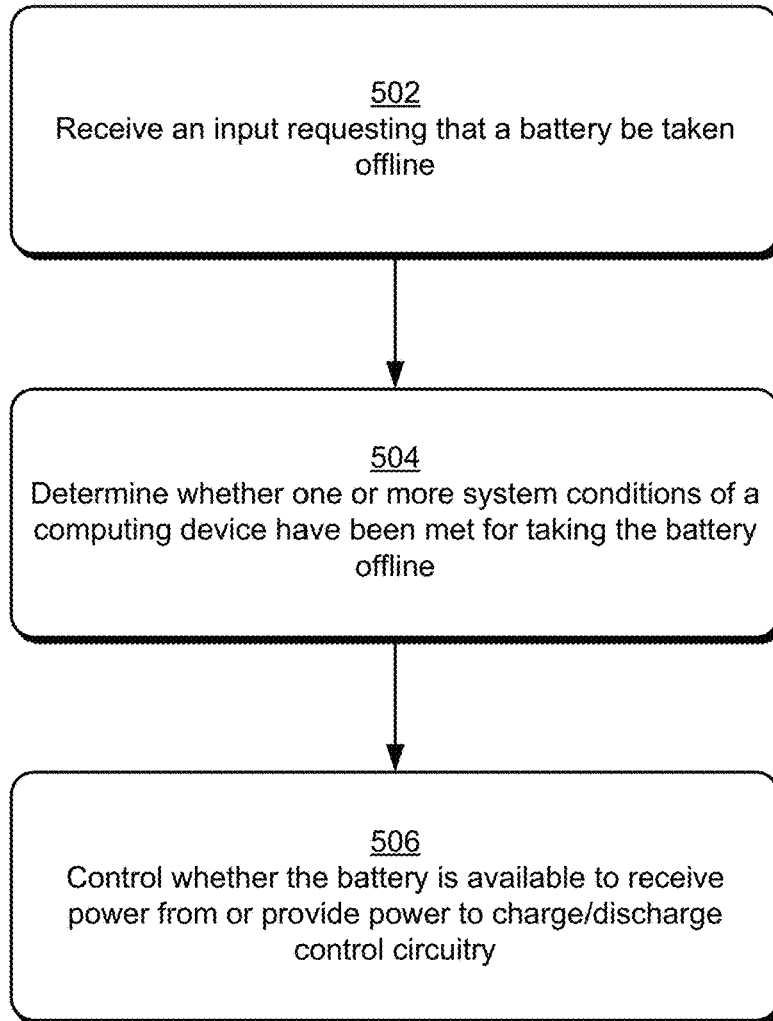 502
Receive an input requesting that a battery be taken
offline
504
Determine whether one or more system conditions of a
computing device have been met for taking the battery
offline
506
Control whether the battery is available to receive
power from or provide power to charge/discharge
control circuitry